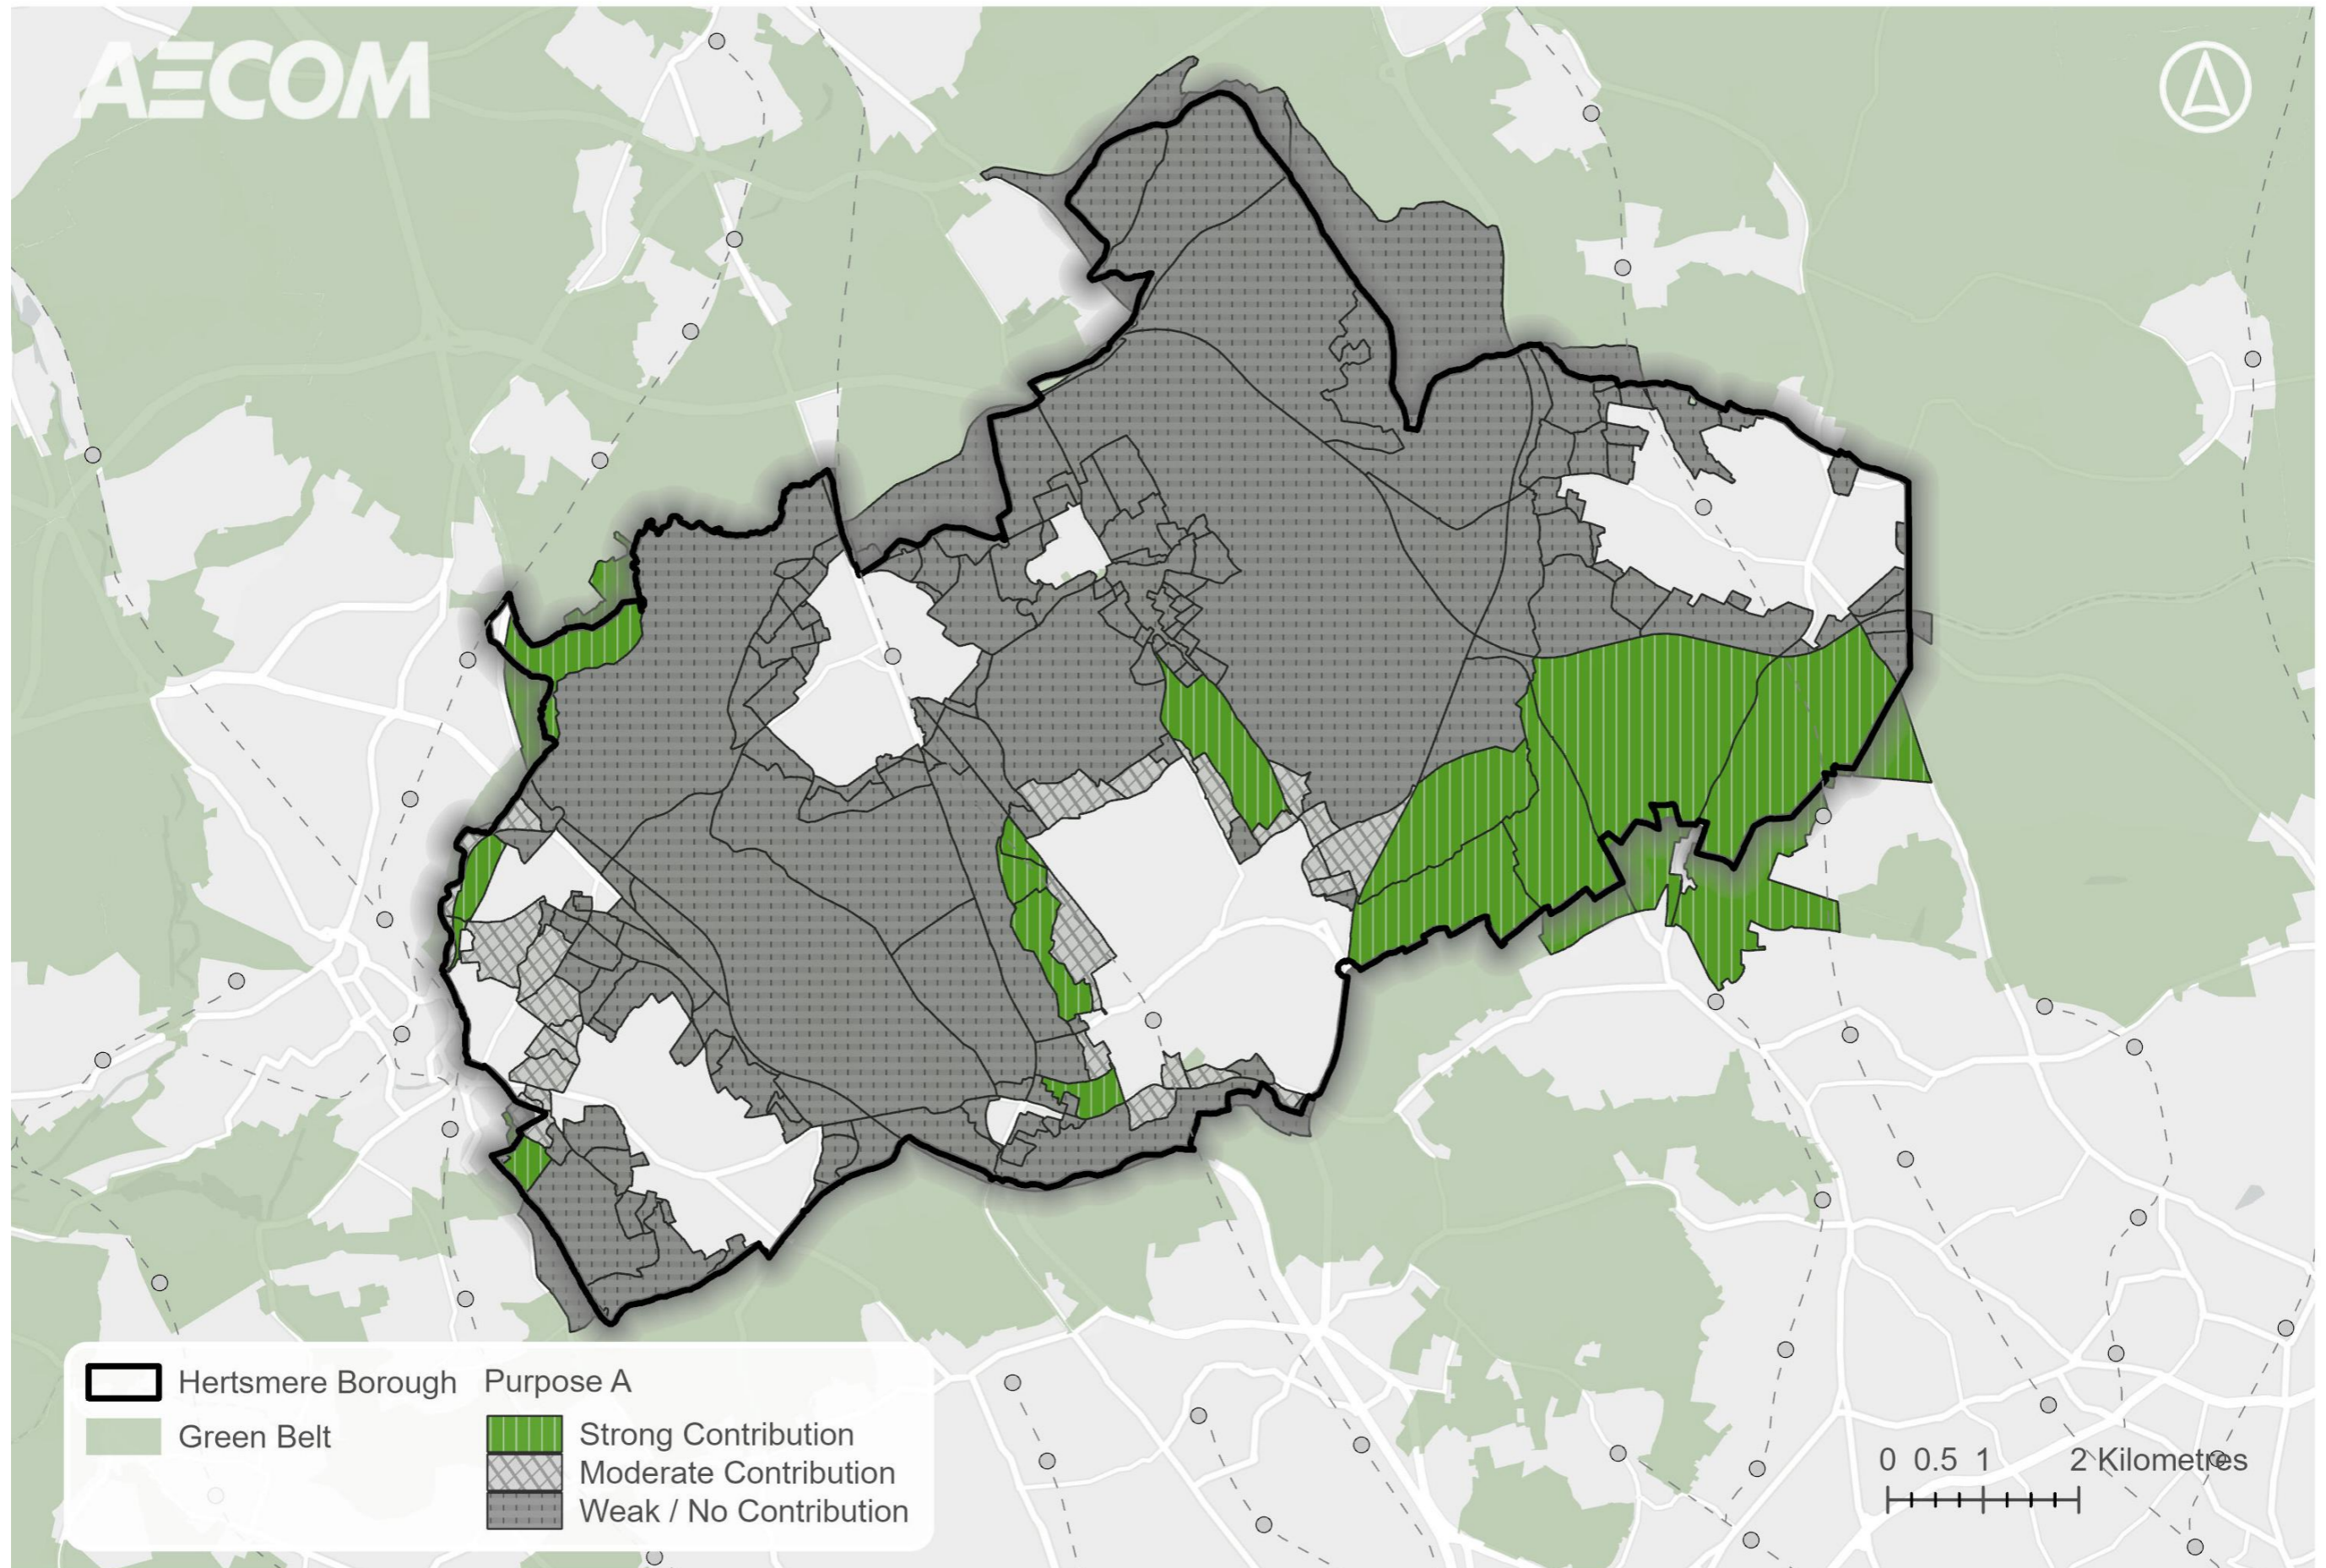 AECOM
Hertsmere Borough
Green Belt
Purpose A
Strong Contribution
Moderate Contribution
Weak / No Contribution
0 0.5 1 2 Kilometres